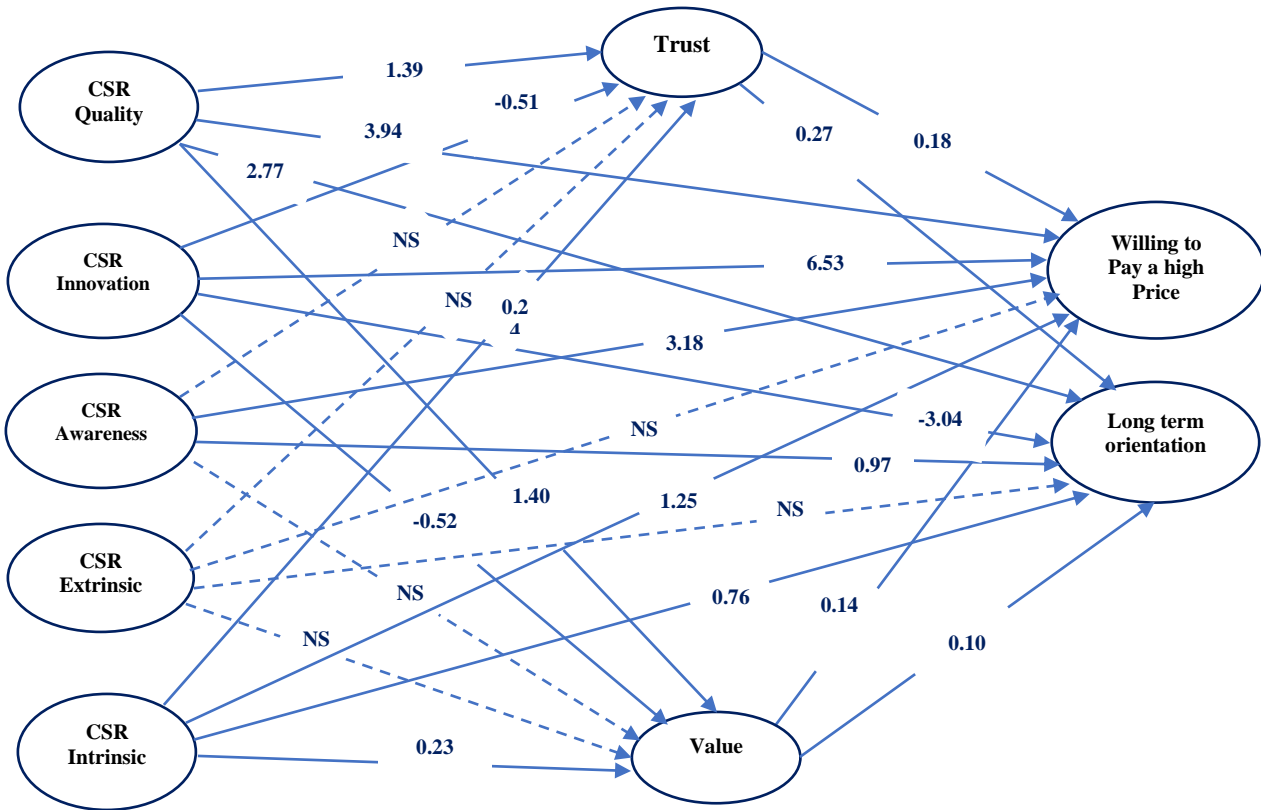 Trust
1.39
CSR
Quality
-0.51
3.94
0.27
0.18
2.77
NS
CSR
Innovation
Willing to
Pay a high
Price
6.53
NS
0.2
4
3.18
CSR
Awareness
-3.04
Long term
orientation
NS
0.97
1.40
1.25
-0.52
NS
CSR
Extrinsic
NS
0.76
0.14
NS
0.10
CSR
Intrinsic
0.23
Value